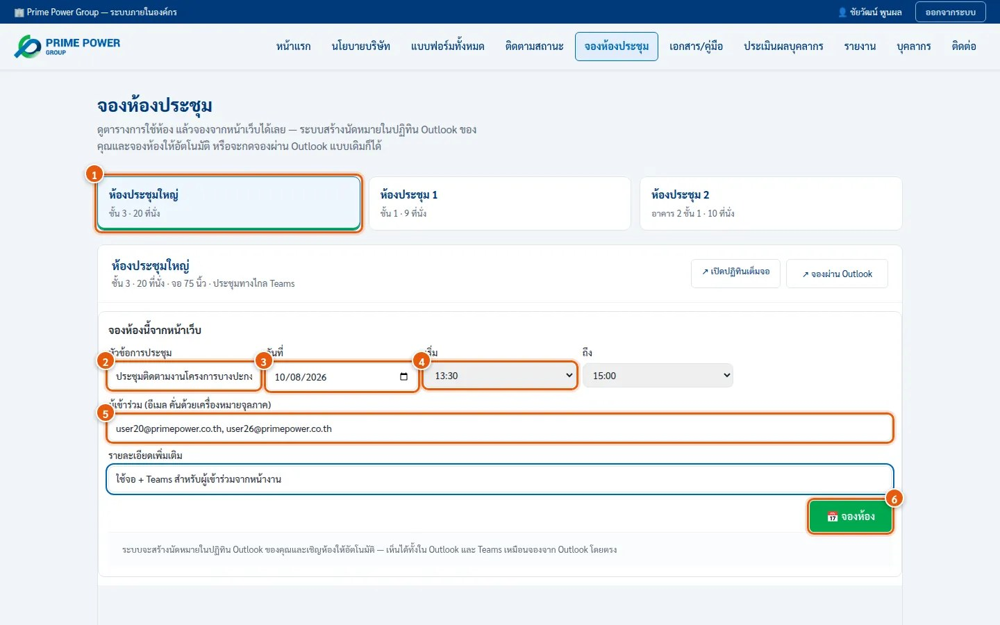 🏢 Prime Power Group — ระบบภายในองค์กร
👤 ชัยวัฒน์ พูนผล
ออกจากระบบ
PRIME POWER
GROUP
หน้าแรก
นโยบายบริษัท
แบบฟอร์มทั้งหมด
ติดตามสถานะ
จองห้องประชุม
เอกสาร/คู่มือ
ประเมินผลบุคลากร
รายงาน
บุคลากร
ติดต่อ
จองห้องประชุม
ดูตารางการใช้ห้อง แล้วจองจากหน้าเว็บได้เลย — ระบบสร้างนัดหมายในปฏิทิน Outlook ของ
คุณและจองห้องให้อัตโนมัติ หรือจะกดจองผ่าน Outlook แบบเดิมก็ได้
1
ห้องประชุมใหญ่
ชั้น 3 · 20 ที่นั่ง
ห้องประชุม 1
ชั้น 1 · 9 ที่นั่ง
ห้องประชุม 2
อาคาร 2 ชั้น 1 · 10 ที่นั่ง
ห้องประชุมใหญ่
ชั้น 3 · 20 ที่นั่ง · จอ 75 นิ้ว · ประชุมทางไกล Teams
↗ เปิดปฏิทินเต็มจอ
↗ จองผ่าน Outlook
จองห้องนี้จากหน้าเว็บ
หัวข้อการประชุม
วันที่
เริ่ม
ถึง
2
ประชุมติดตามงานโครงการบางปะกง
3
10/08/2026
4
13:30
15:00
ผู้เข้าร่วม (อีเมล คั่นด้วยเครื่องหมายจุลภาค)
5
user20@primepower.co.th, user26@primepower.co.th
รายละเอียดเพิ่มเติม
ใช้จอ + Teams สำหรับผู้เข้าร่วมจากหน้างาน
6
📅 จองห้อง
ระบบจะสร้างนัดหมายในปฏิทิน Outlook ของคุณและเชิญห้องให้อัตโนมัติ — เห็นได้ทั้งใน Outlook และ Teams เหมือนจองจาก Outlook โดยตรง